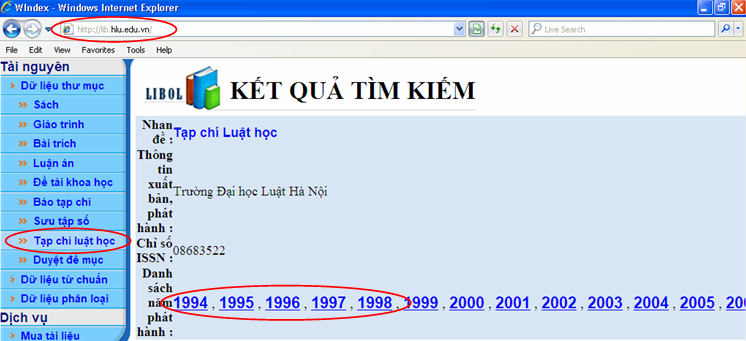 WIndex - Windows Internet Explorer
http://lib.hlu.edu.vn/
Live Search
File Edit View Favorites Tools Help
Tài nguyên
Dữ liệu thư mục
Sách
Giáo trình
Bài trích
Luận án
Đề tài khoa học
Báo tạp chí
Sưu tập số
Tạp chí luật học
Duyệt đề mục
Dữ liệu từ chuẩn
Dữ liệu phân loại
Dịch vụ
Mua tài liệu
LIBOL
KẾT QUẢ TÌM KIẾM
Nhan
đề : Tạp chí Luật học
Thông
tin
xuất
bản, Trường Đại học Luật Hà Nội
phát
hành :
Chỉ số
ISSN : 08683522
Danh
sách
năm 1994 , 1995 , 1996 , 1997 , 1998 , 1999 , 2000 , 2001 , 2002 , 2003 , 2004 , 2005 ,
phát
hành :